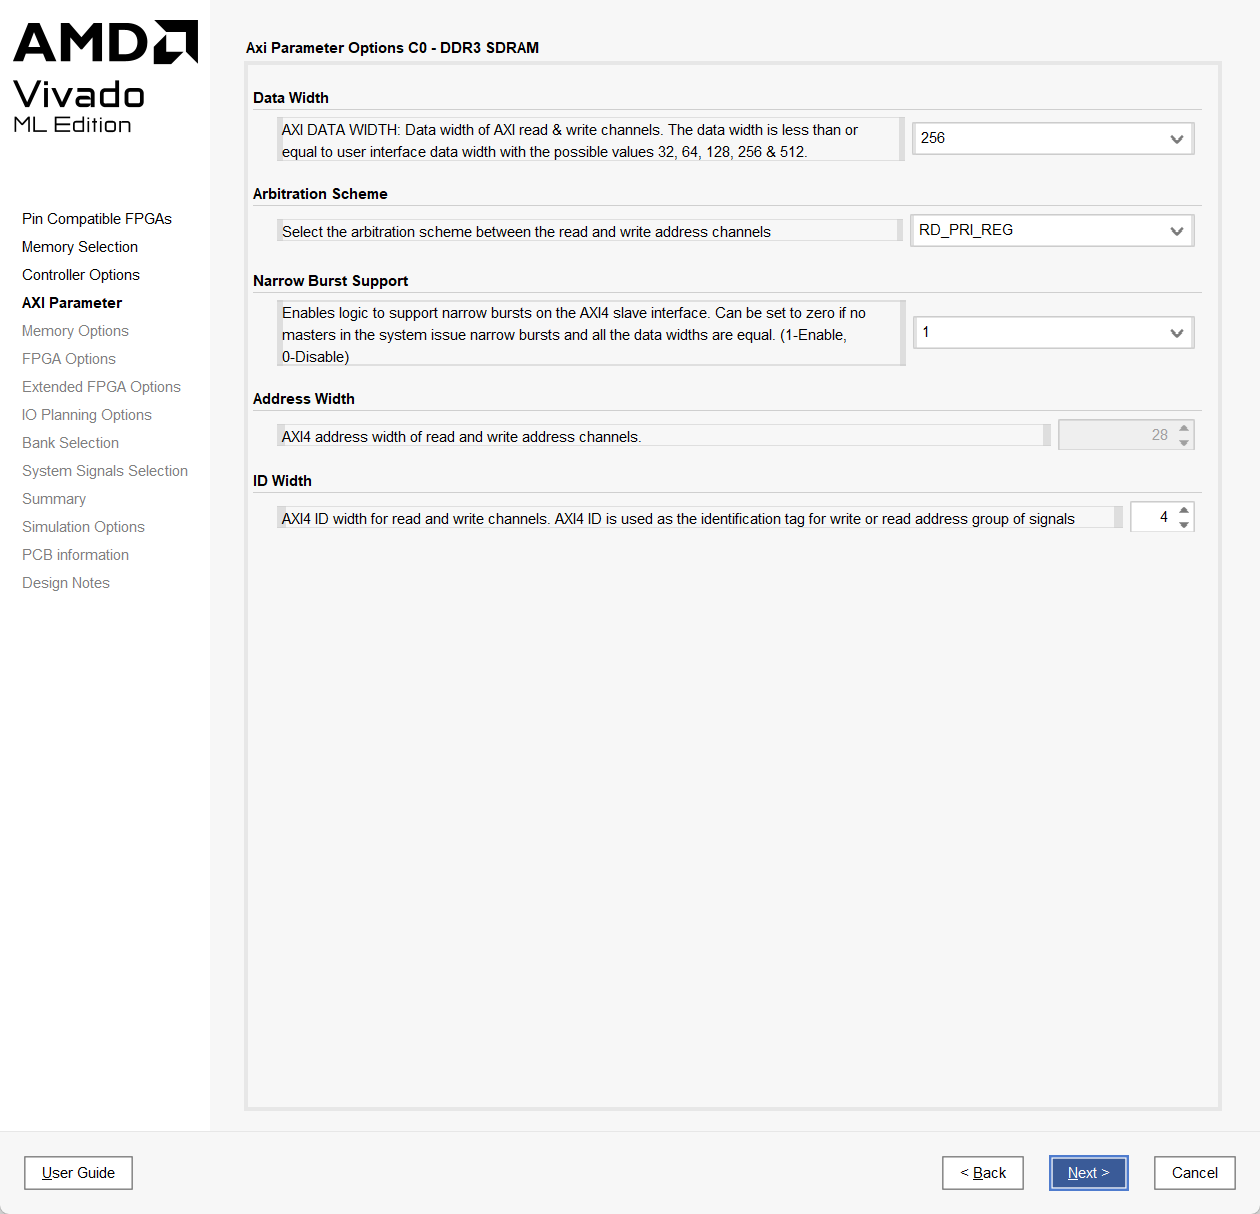 AMD
Vivado
ML Edition
Pin Compatible FPGAs
Memory Selection
Controller Options
AXI Parameter
Memory Options
FPGA Options
Extended FPGA Options
IO Planning Options
Bank Selection
System Signals Selection
Summary
Simulation Options
PCB information
Design Notes
Axi Parameter Options C0 - DDR3 SDRAM
Data Width
AXI DATA WIDTH: Data width of AXI read & write channels. The data width is less than or
equal to user interface data width with the possible values 32, 64, 128, 256 & 512.
256
Arbitration Scheme
Select the arbitration scheme between the read and write address channels
RD_PRI_REG
Narrow Burst Support
Enables logic to support narrow bursts on the AXI4 slave interface. Can be set to zero if no
masters in the system issue narrow bursts and all the data widths are equal. (1-Enable,
0-Disable)
1
Address Width
AXI4 address width of read and write address channels.
28
ID Width
AXI4 ID width for read and write channels. AXI4 ID is used as the identification tag for write or read address group of signals
4
User Guide
< Back
Next >
Cancel